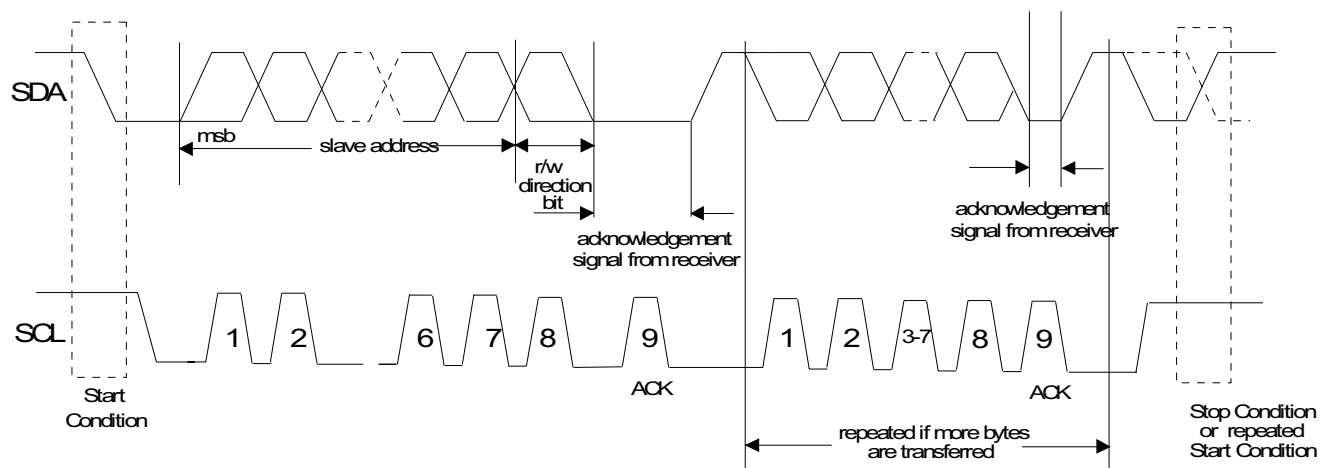 SDA
msb
slave address
r/w
direction
bit
acknowledgement
signal from receiver
acknowledgement
signal from receiver
SCL
1
2
6
7
8
9
1
2
3-7
8
9
ACK
ACK
Start
Condition
repeated if more bytes
are transferred
Stop Condition
or repeated
Start Condition